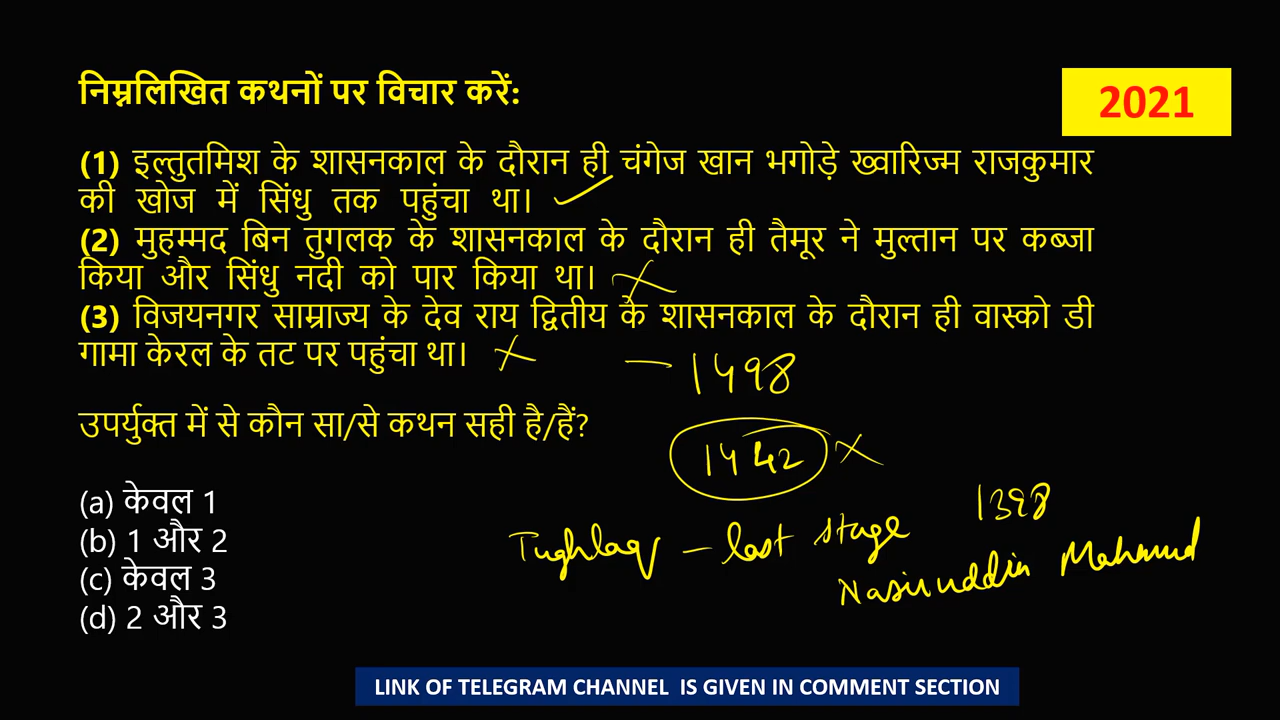 निम्नलिखित कथनों पर विचार करें:
2021
(1) इल्तुतमिश के शासनकाल के दौरान ही चंगेज खान भगोड़े ख्वारिज्म राजकुमार
की खोज में सिंधु तक पहुंचा था।
(2) मुहम्मद बिन तुगलक के शासनकाल के दौरान ही तैमूर ने मुल्तान पर कब्जा
किया और सिंधु नदी को पार किया था।
(3) विजयनगर साम्राज्य के देव राय द्वितीय के शासनकाल के दौरान ही वास्को डी
गामा केरल के तट पर पहुंचा था।
– 1498
उपर्युक्त में से कौन सा/से कथन सही है/हैं?
1442
(a) केवल 1
1398
(b) 1 और 2
Tughlaq – last stage
(c) केवल 3
Nasiruddin Mahmud
(d) 2 और 3
LINK OF TELEGRAM CHANNEL IS GIVEN IN COMMENT SECTION